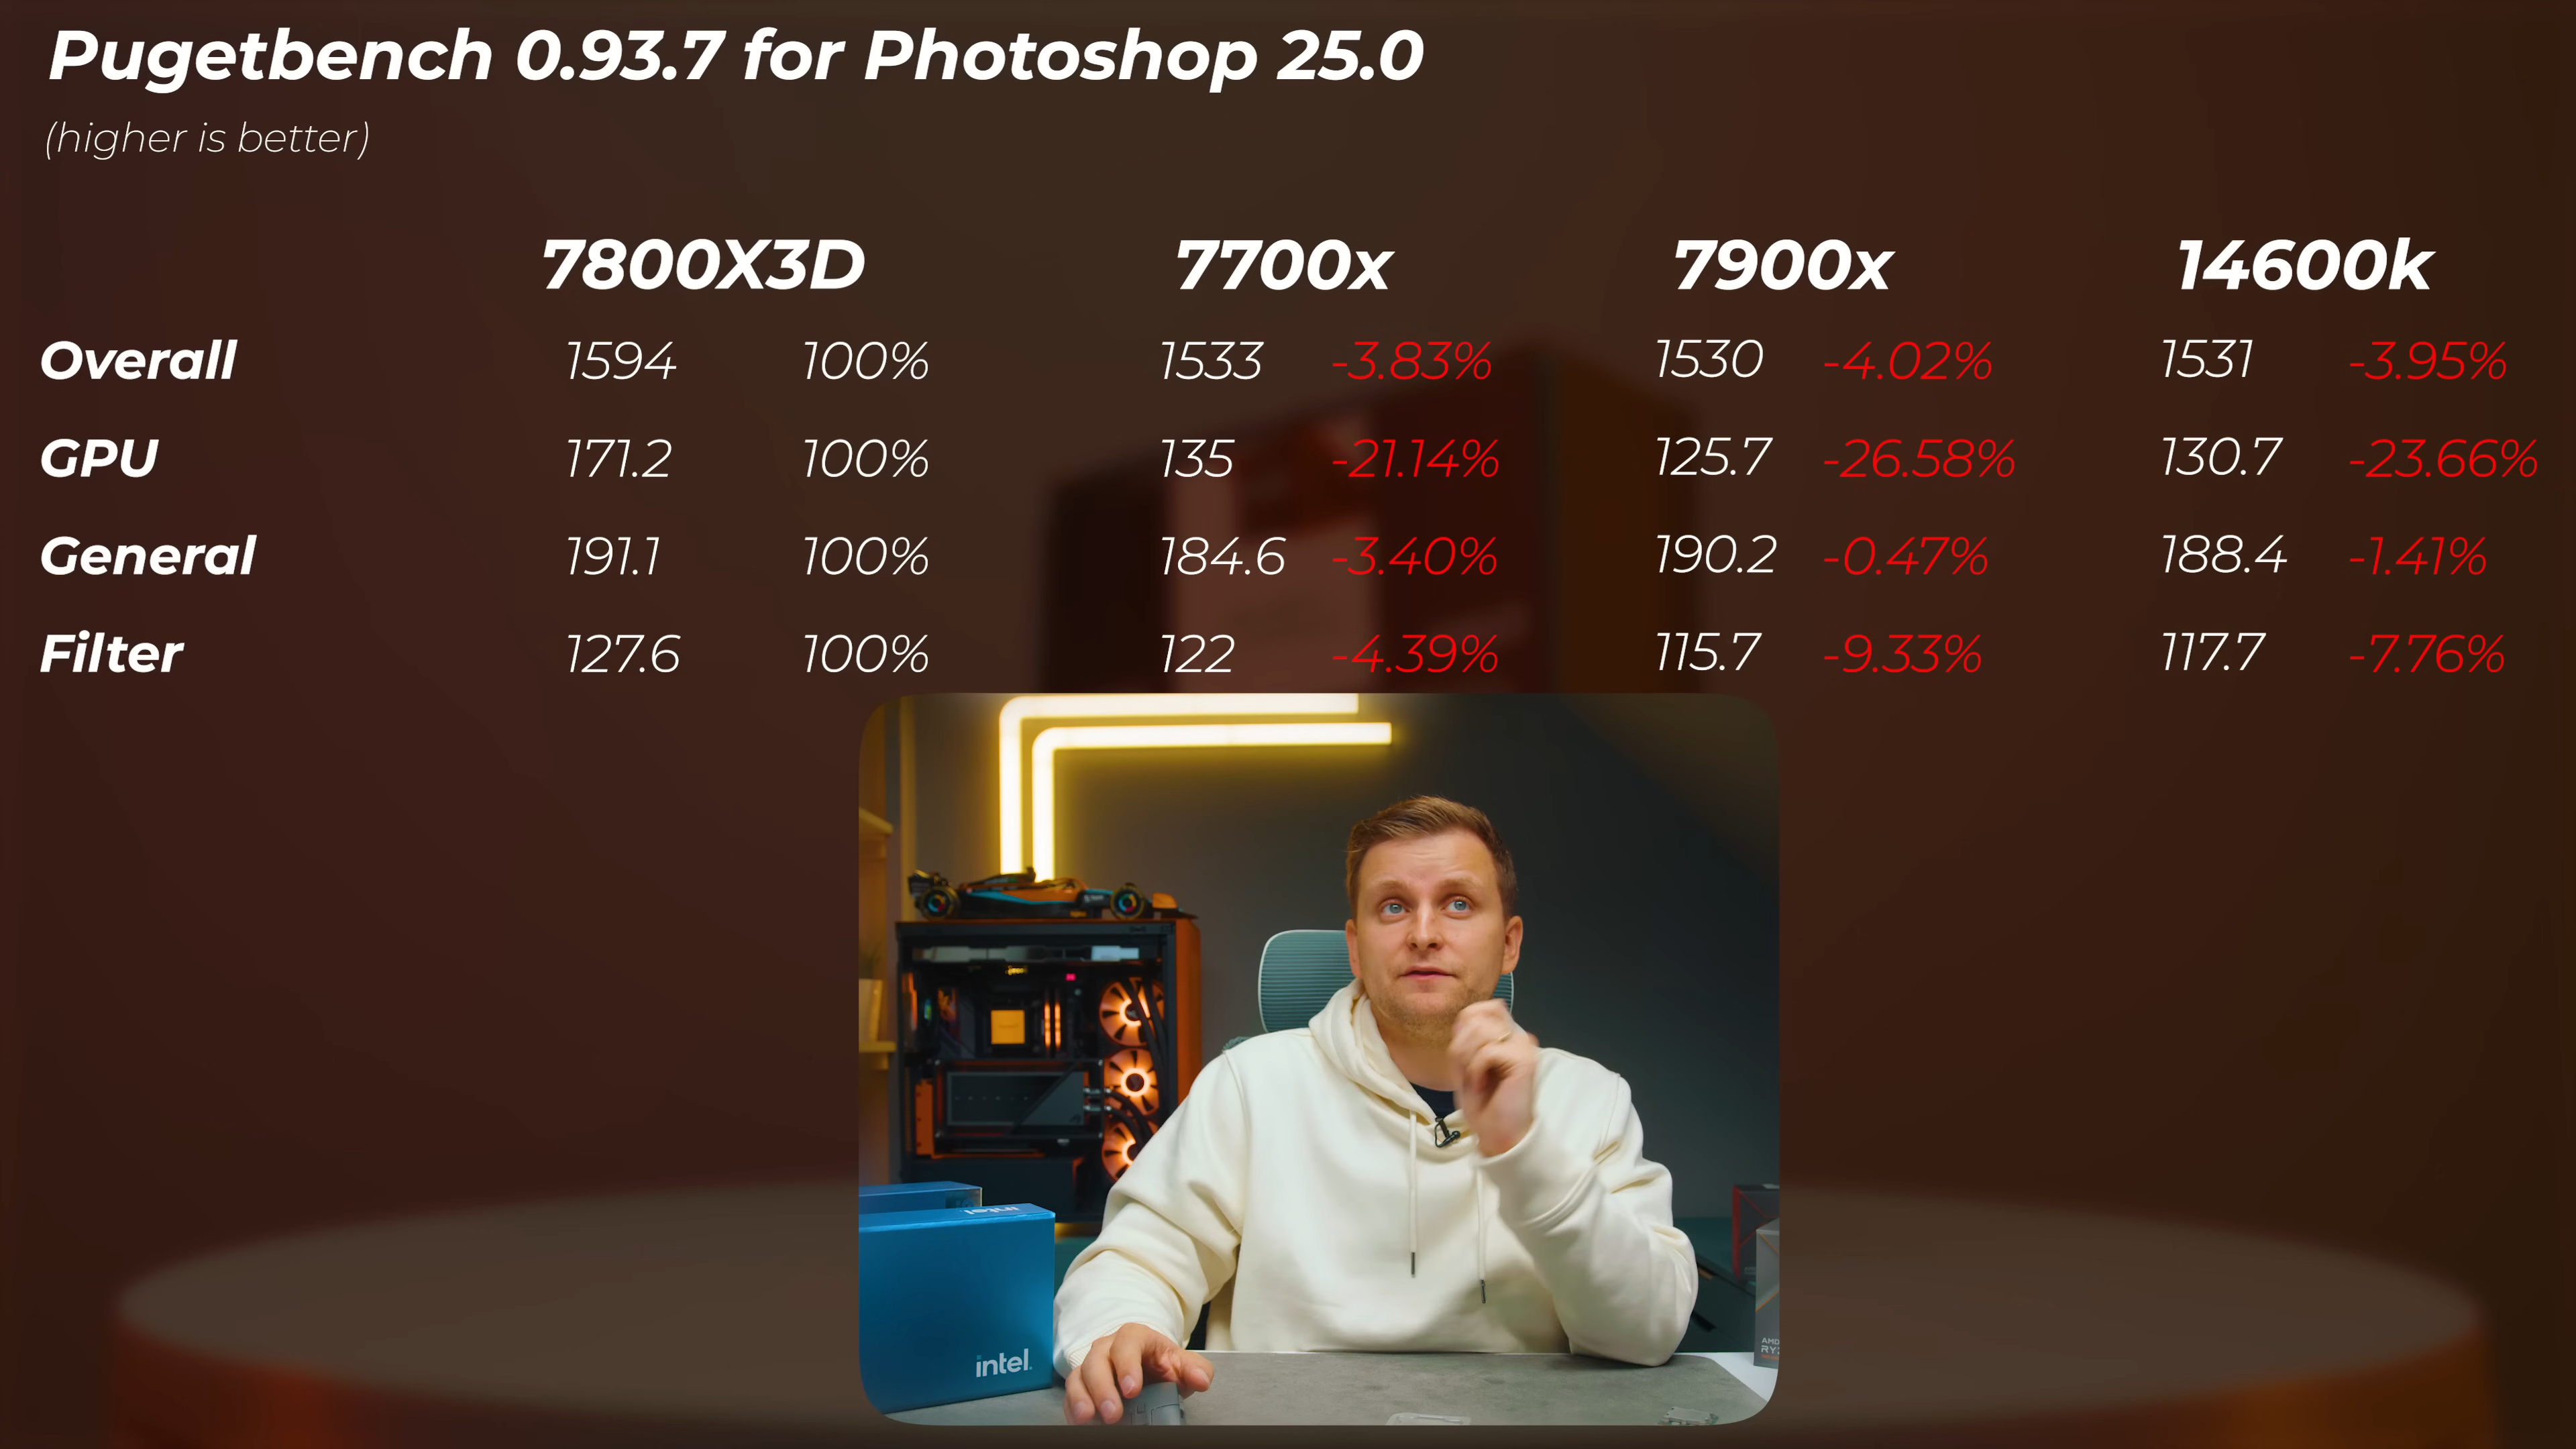 Pugetbench 0.93.7 for Photoshop 25.0
(higher is better)
7800X3D 7700x 7900x 14600k
Overall 1594 100% 1533 -3.83% 1530 -4.02% 1531 -3.95%
GPU 171.2 100% 135 -21.14% 125.7 -26.58% 130.7 -23.66%
General 191.1 100% 184.6 -3.40% 190.2 -0.47% 188.4 -1.41%
Filter 127.6 100% 122 -4.39% 115.7 -9.33% 117.7 -7.76%
intel
intel.
AMD
RY